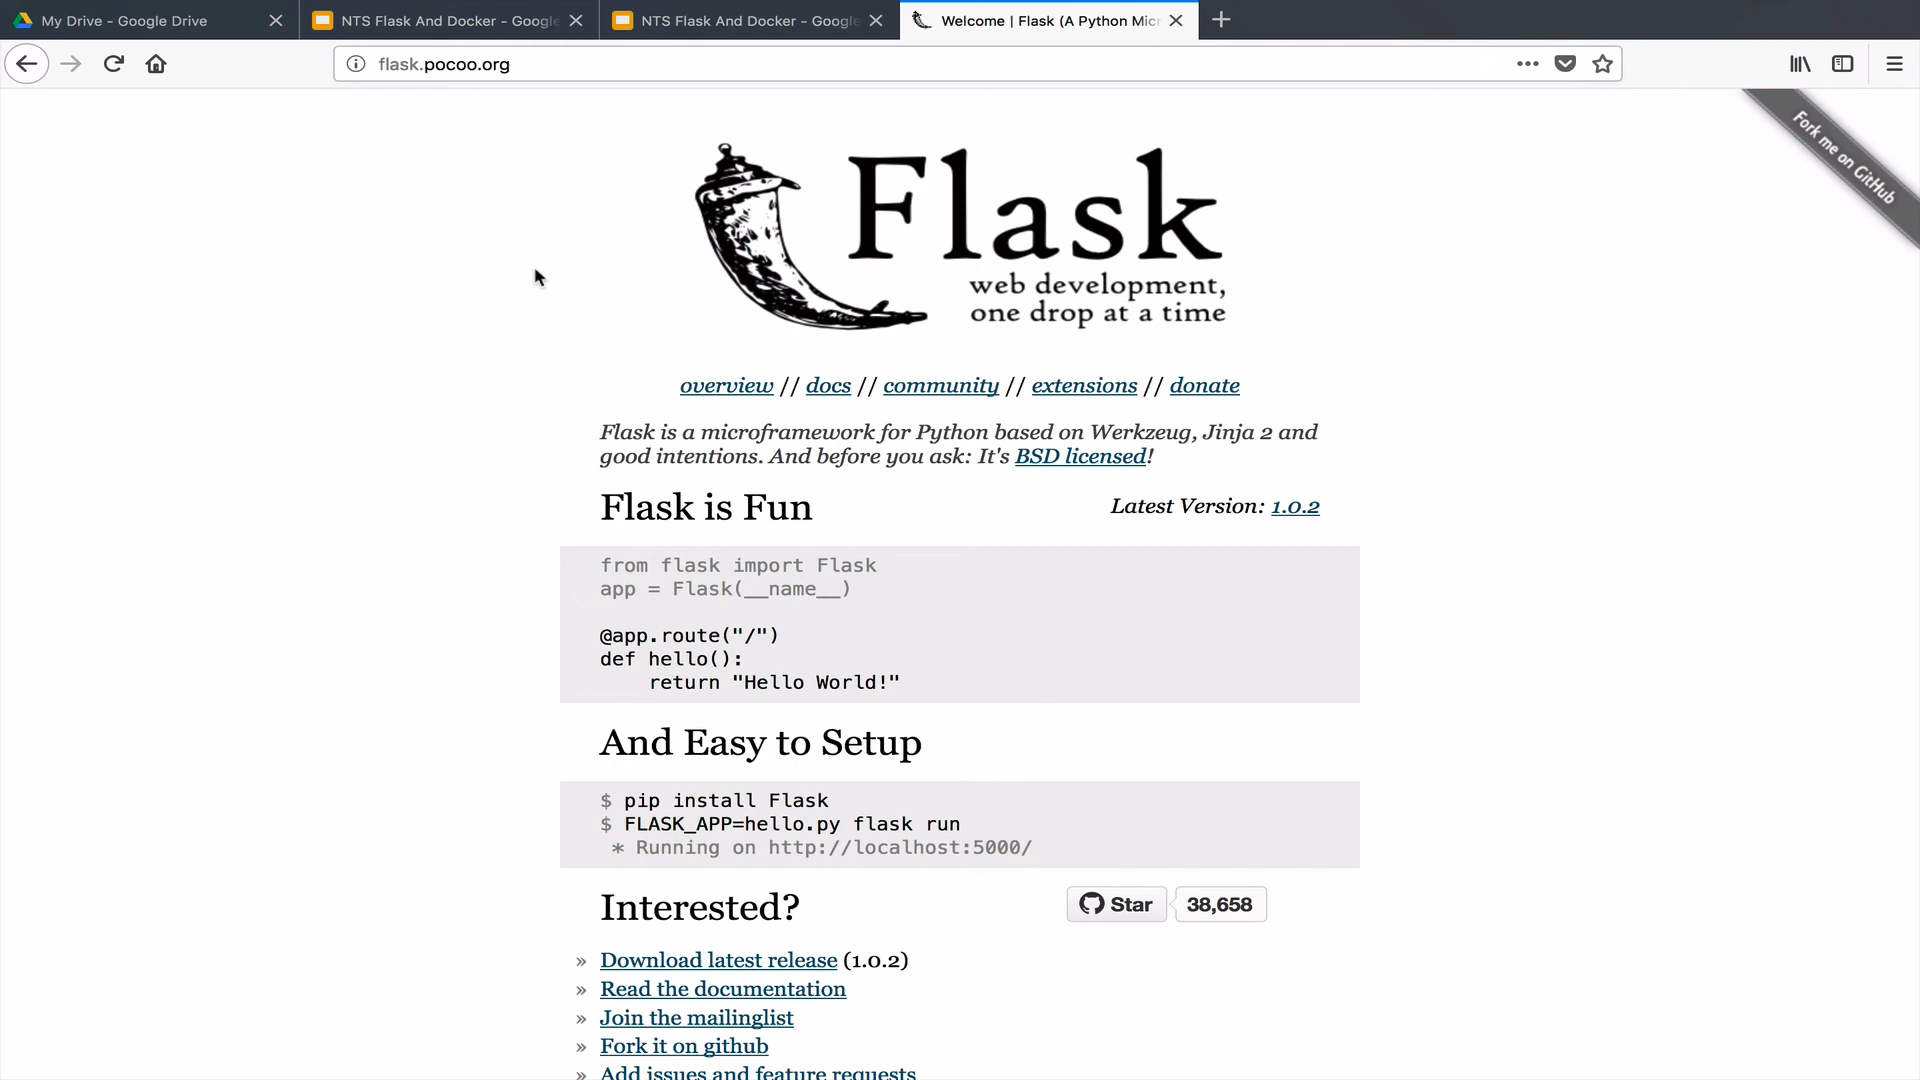 My Drive - Google Drive
NTS Flask And Docker - Google
NTS Flask And Docker - Google
Welcome | Flask (A Python Micr
flask.pocoo.org
Fork me on GitHub
Flask
web development,
one drop at a time
overview // docs // community // extensions // donate
Flask is a microframework for Python based on Werkzeug, Jinja 2 and
good intentions. And before you ask: It's BSD licensed!
Flask is Fun
Latest Version: 1.0.2
from flask import Flask
app = Flask(__name__)
@app.route("/")
def hello():
    return "Hello World!"
And Easy to Setup
$ pip install Flask
$ FLASK_APP=hello.py flask run
 * Running on http://localhost:5000/
Interested?
Star
38,658
» Download latest release (1.0.2)
» Read the documentation
» Join the mailinglist
» Fork it on github
» Add issues and feature requests